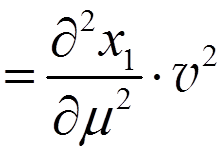 = ∂²x₁ / ∂μ² · v²